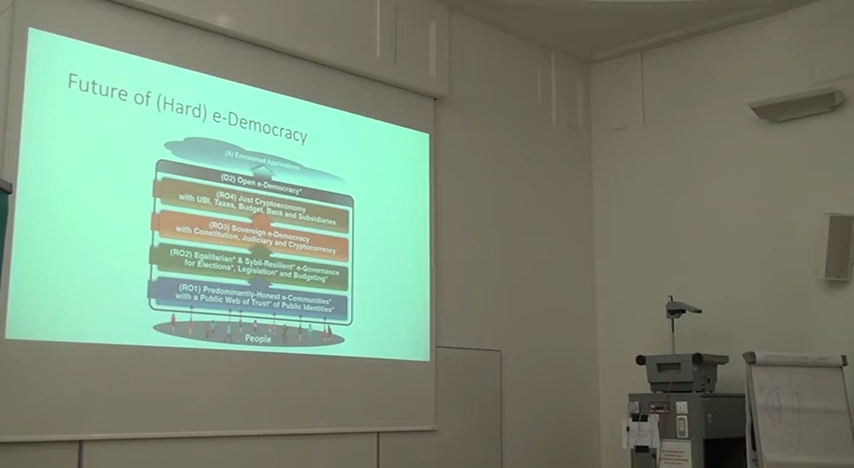 Future of (Hard) e-Democracy
(A) Envisioned Applications
(D2) Open e-Democracy*
(RO4) Just Cryptoeconomy
with UBI, Taxes, Budget, Bank and Subsidiaries
(RO3) Sovereign e-Democracy
with Constitution, Judiciary and Cryptocurrency
(RO2) Egalitarian* & Sybil-Resilient* e-Governance
for Elections*, Legislation* and Budgeting*
(RO1) Predominantly-Honest e-Communities*
with a Public Web of Trust* of Public Identities*
People